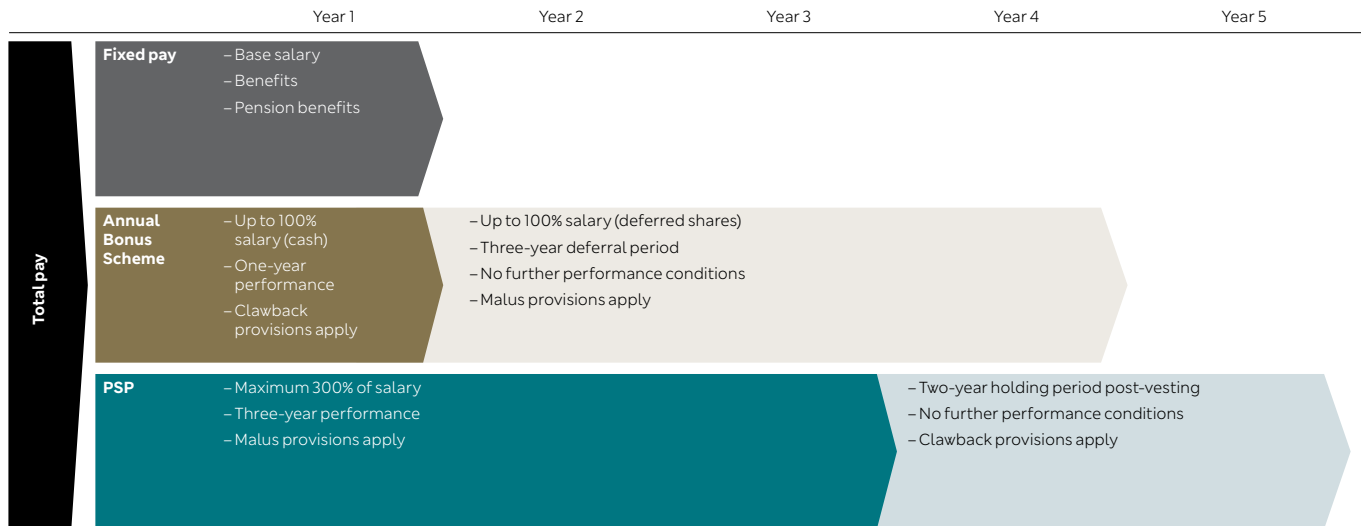 Year 1 Year 2 Year 3 Year 4 Year 5
Total pay
Fixed pay
– Base salary
– Benefits
– Pension benefits
Annual
Bonus
Scheme
– Up to 100%
salary (cash)
– One-year
performance
– Clawback
provisions apply
– Up to 100% salary (deferred shares)
– Three-year deferral period
– No further performance conditions
– Malus provisions apply
PSP
– Maximum 300% of salary
– Three-year performance
– Malus provisions apply
– Two-year holding period post-vesting
– No further performance conditions
– Clawback provisions apply